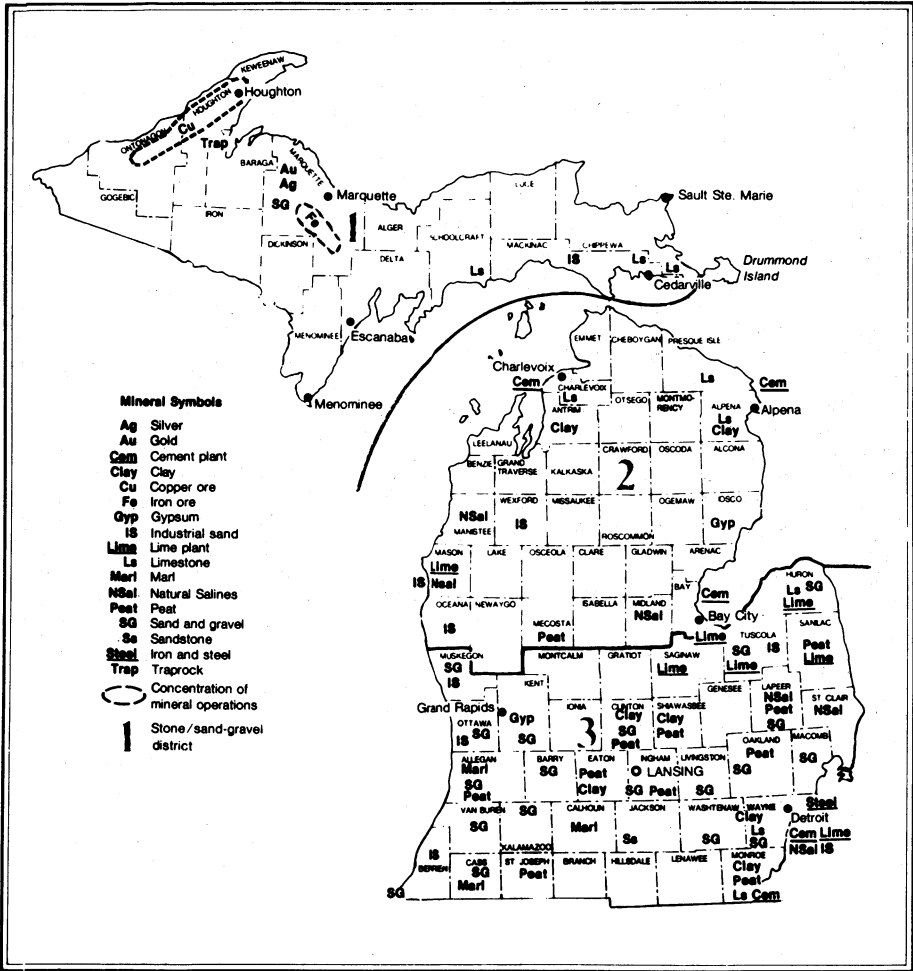 KEWEENAW
HOUGHTON
Houghton
ONTONAGON
Cu
Trap
BARAGA
MARQUETTE
Au
Ag
Marquette
SG
Fe
1
GOGEBIC
IRON
DICKINSON
ALGER
SCHOOLCRAFT
LUCE
Sault Ste. Marie
MACKINAC
CHIPPEWA
IS
Ls
Ls
Drummond
Island
Cedarville
DELTA
Ls
MENOMINEE
Escanaba
Menominee
EMMET
CHEBOYGAN
PRESQUE ISLE
Charlevoix
Cem
CHARLEVOIX
Ls
Ls
Cem
Alpena
ANTRIM
Clay
OTSEGO
MONTMO-
RENCY
ALPENA
Ls
Clay
LEELANAU
BENZIE
GRAND
TRAVERSE
KALKASKA
CRAWFORD
OSCODA
ALCONA
2
NSal
MANISTEE
WEXFORD
IS
MISSAUKEE
ROSCOMMON
OGEMAW
OSCO
Gyp
MASON
Lime
IS
Nsal
LAKE
OSCEOLA
CLARE
GLADWIN
ARENAC
BAY
Cem
Bay City
HURON
Ls
SG
Lime
OCEANA
IS
NEWAYGO
MECOSTA
Peat
ISABELLA
MIDLAND
NSal
Lime
TUSCOLA
SG
IS
Lime
SANLAC
Peat
Lime
MUSKEGON
SG
IS
MONTCALM
GRATIOT
SAGINAW
Lime
GENESEE
LAPEER
NSal
Peat
SG
ST CLAIR
NSal
KENT
Grand Rapids
Gyp
SG
IONIA
3
CLINTON
Clay
SG
Peat
SHIAWASSEE
Clay
Peat
OTTAWA
IS
SG
OAKLAND
Peat
MACOMB
SG
ALLEGAN
Marl
SG
Peat
BARRY
SG
EATON
Peat
Clay
NGHAM
LANSING
SG
Peat
LIVINGSTON
SG
SG
VAN BUREN
SG
SG
KALAMAZOO
CALHOUN
Marl
JACKSON
Ss
WASHTENAW
SG
WAYNE
Clay
Ls
SG
Steel
Detroit
Cem Lime
NSal IS
IS
BERREN
SG
CASS
SG
Marl
ST JOSEPH
Peat
BRANCH
HILLSDALE
LENAWEE
MONROE
Clay
Peat
Ls Cem
Mineral Symbols
Ag Silver
Au Gold
Cem Cement plant
Clay Clay
Cu Copper ore
Fe Iron ore
Gyp Gypsum
IS Industrial sand
Lime Lime plant
Ls Limestone
Marl Marl
NSal Natural Salines
Peat Peat
SG Sand and gravel
Ss Sandstone
Steel Iron and steel
Trap Traprock
Concentration of
mineral operations
Stone/sand-gravel
district